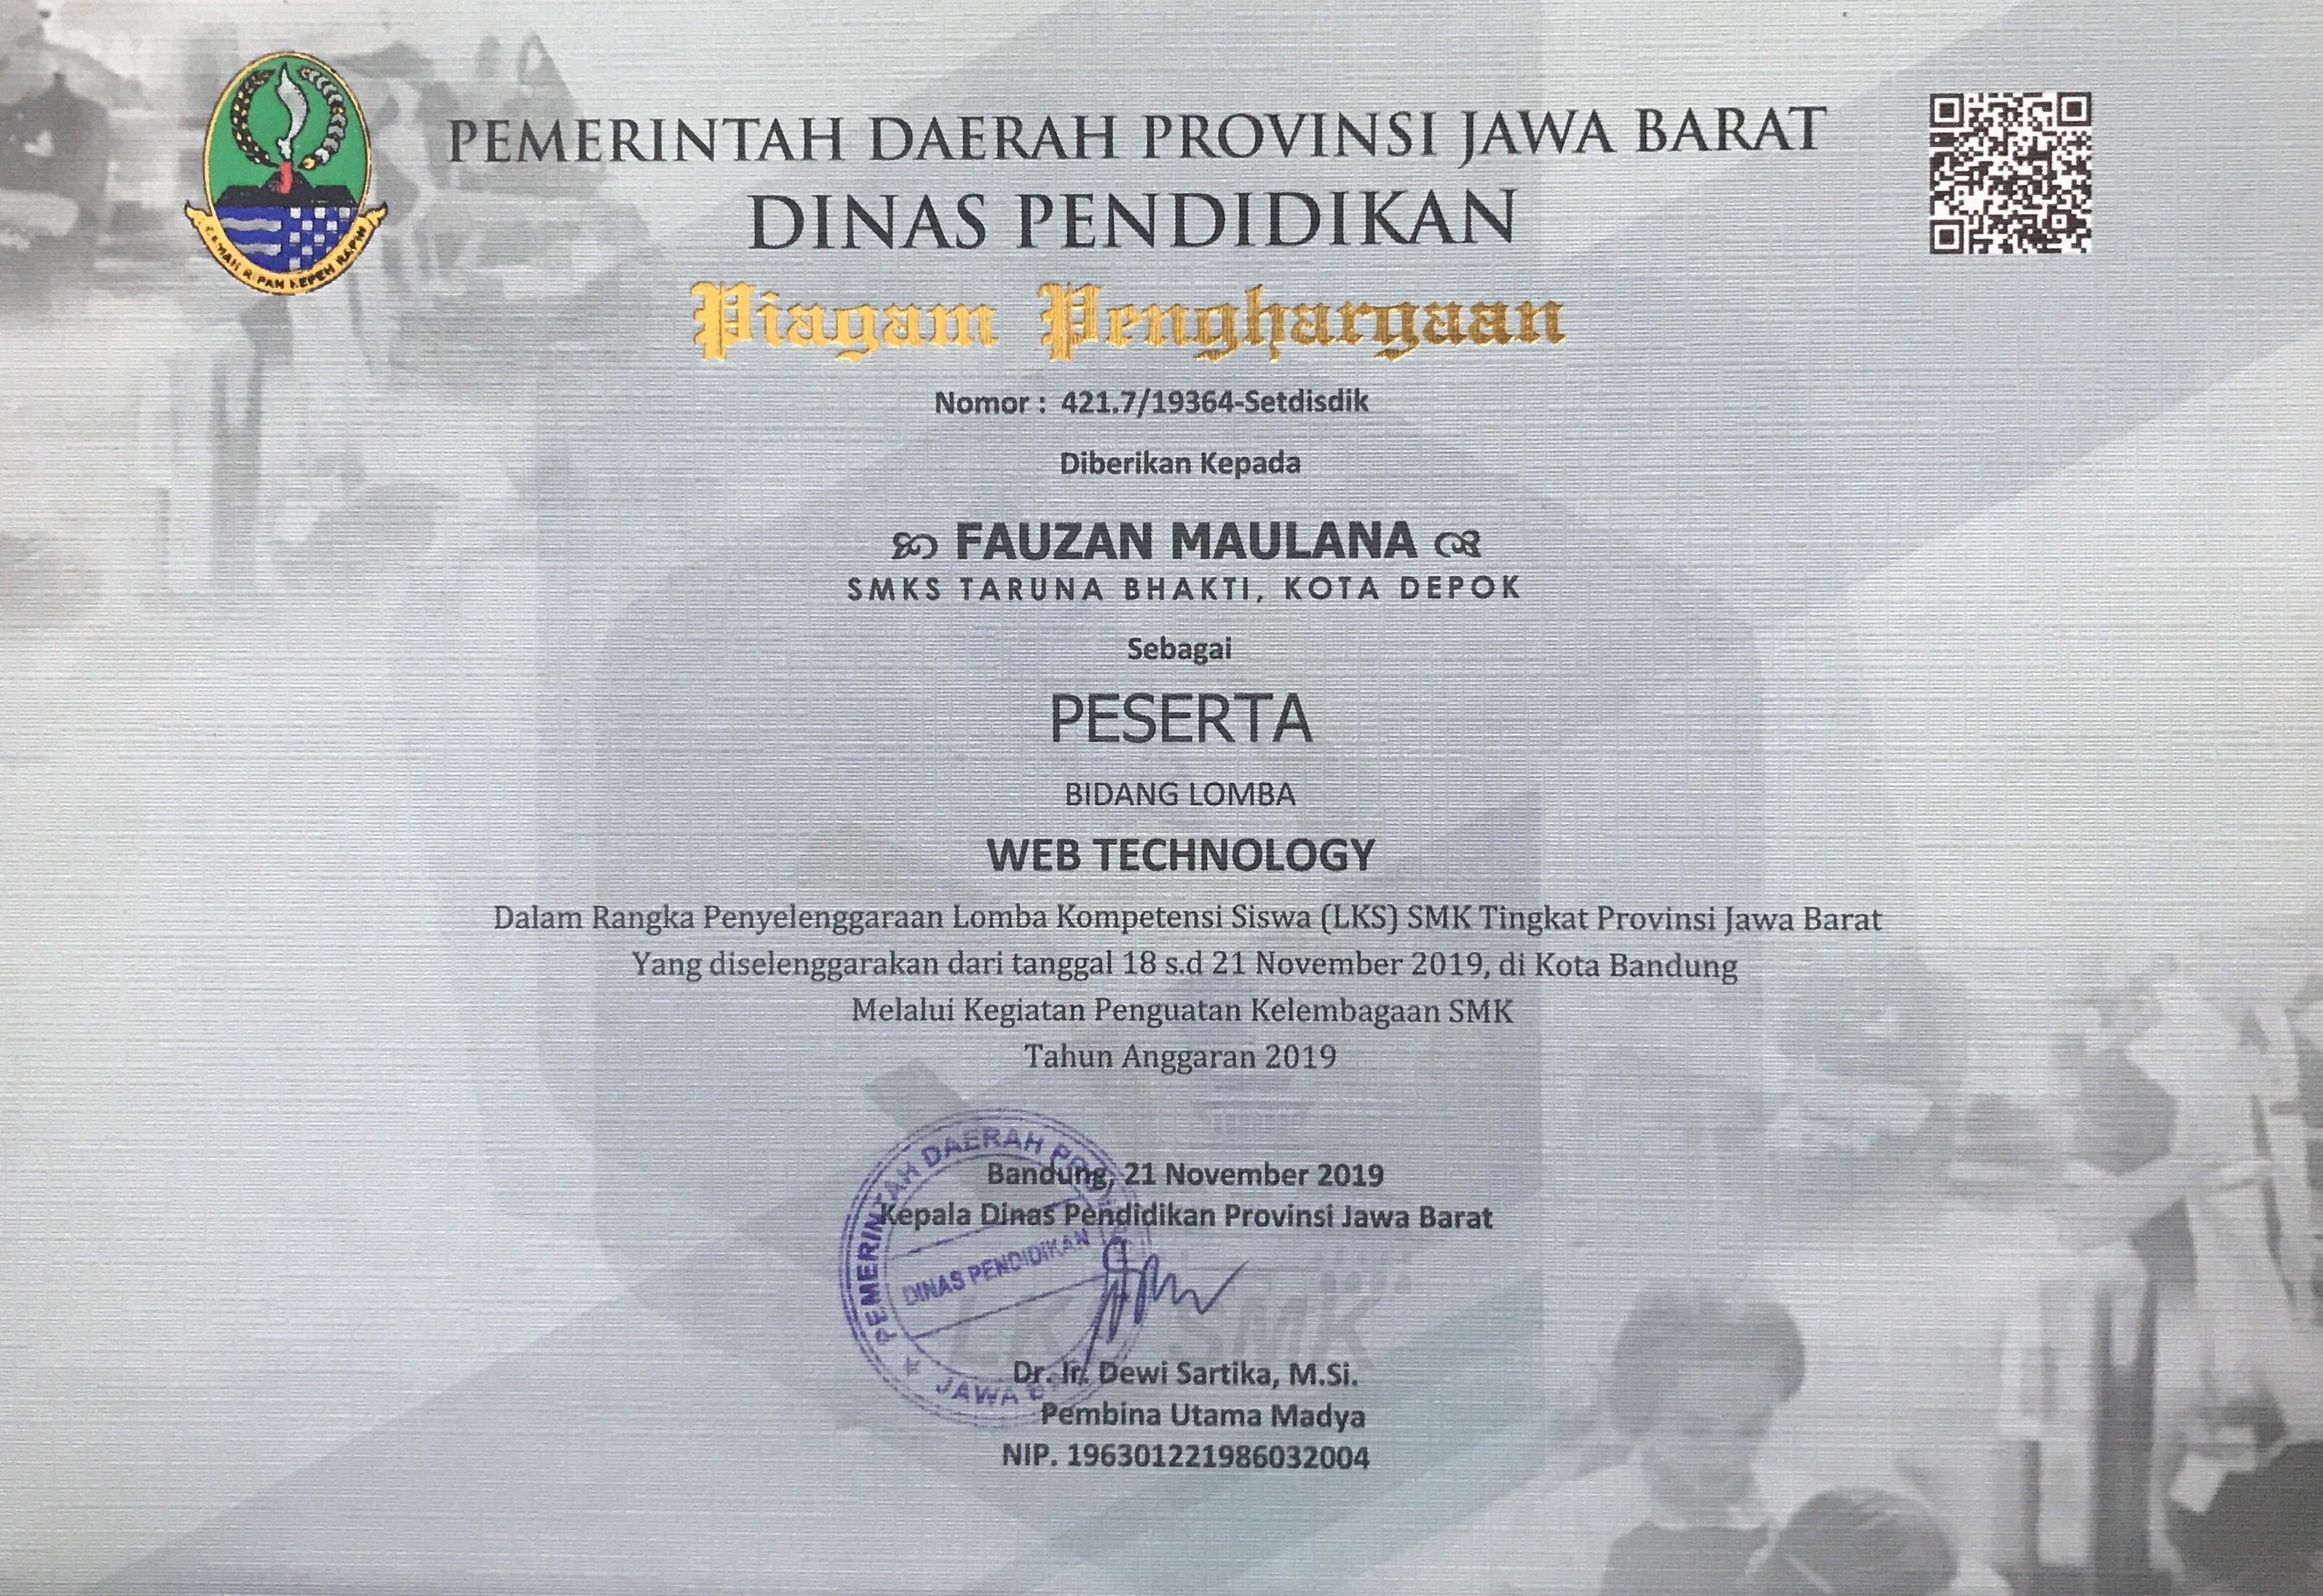 PEMERINTAH DAERAH PROVINSI JAWA BARAT
DINAS PENDIDIKAN
Piagam Penghargaan
Nomor : 421.7/19364-Setdisdik
Diberikan Kepada
FAUZAN MAULANA
SMKS TARUNA BHAKTI, KOTA DEPOK
Sebagai
PESERTA
BIDANG LOMBA
WEB TECHNOLOGY
Dalam Rangka Penyelenggaraan Lomba Kompetensi Siswa (LKS) SMK Tingkat Provinsi Jawa Barat
Yang diselenggarakan dari tanggal 18 s.d 21 November 2019, di Kota Bandung
Melalui Kegiatan Penguatan Kelembagaan SMK
Tahun Anggaran 2019
Bandung, 21 November 2019
Kepala Dinas Pendidikan Provinsi Jawa Barat
PEMERINTAH DAERAH
DINAS PENDIDIKAN
JAWA
SMK
Dr. Ir. Dewi Sartika, M.Si.
Pembina Utama Madya
NIP. 196301221986032004